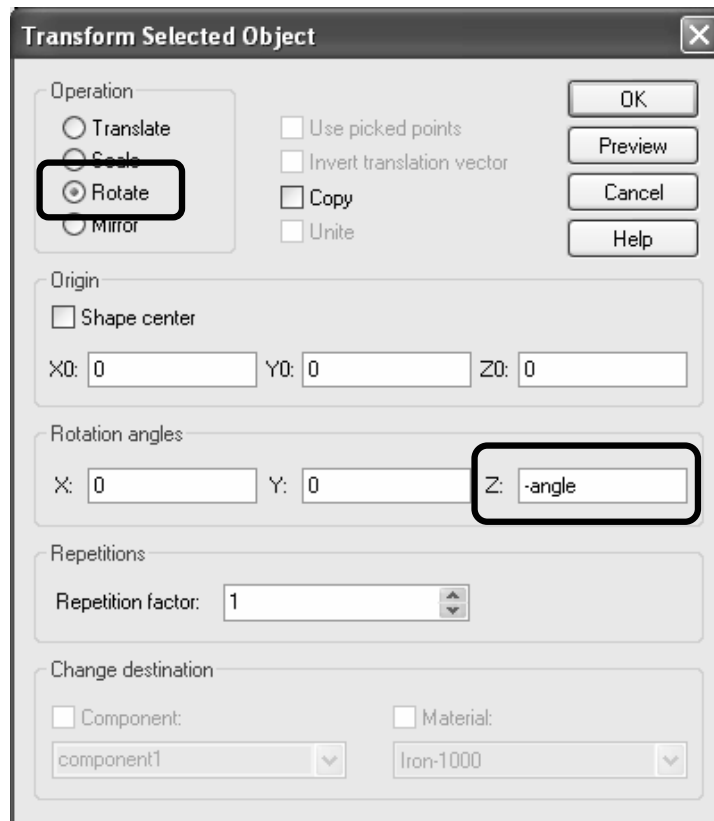 Transform Selected Object
Operation
Translate
Scale
Rotate
Mirror
Use picked points
Invert translation vector
Copy
Unite
OK
Preview
Cancel
Help
Origin
Shape center
X0: 0 Y0: 0 Z0: 0
Rotation angles
X: 0 Y: 0 Z: -angle
Repetitions
Repetition factor: 1
Change destination
Component: Material:
component1 Iron-1000